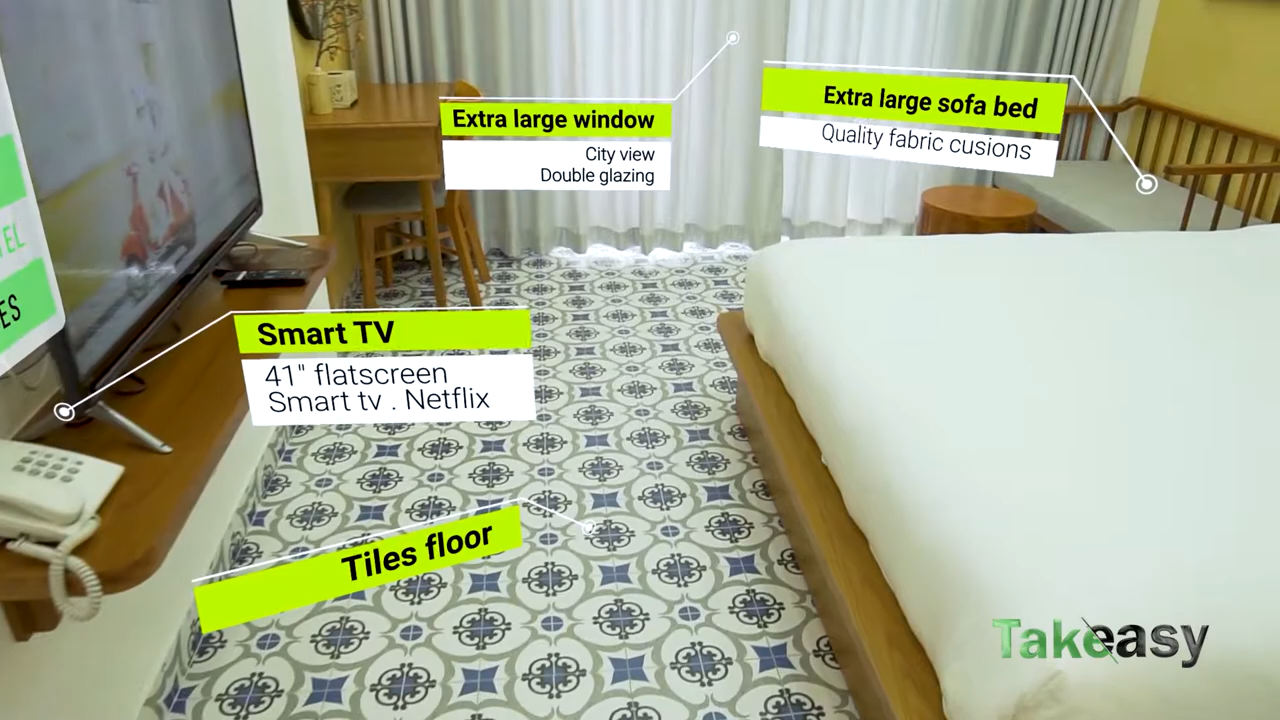 Extra large window
City view
Double glazing
Extra large sofa bed
Quality fabric cusions
Smart TV
41" flatscreen
Smart tv . Netflix
Tiles floor
Takeasy